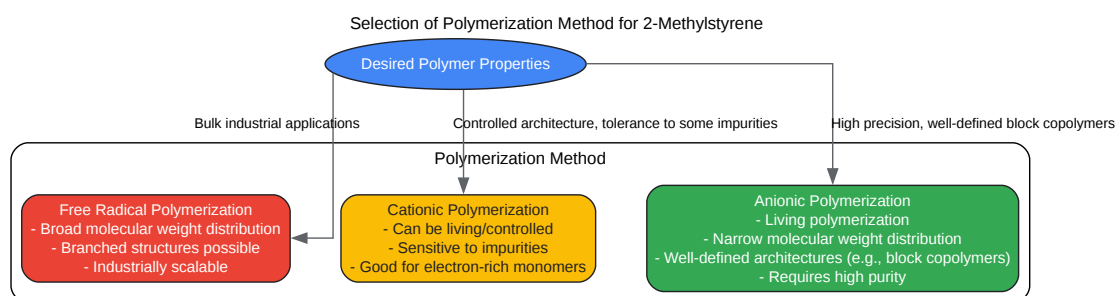 Selection of Polymerization Method for 2-Methylstyrene
Desired Polymer Properties
Bulk industrial applications
Controlled architecture, tolerance to some impurities
High precision, well-defined block copolymers
Polymerization Method
Free Radical Polymerization
- Broad molecular weight distribution
- Branched structures possible
- Industrially scalable
Cationic Polymerization
- Can be living/controlled
- Sensitive to impurities
- Good for electron-rich monomers
Anionic Polymerization
- Living polymerization
- Narrow molecular weight distribution
- Well-defined architectures (e.g., block copolymers)
- Requires high purity